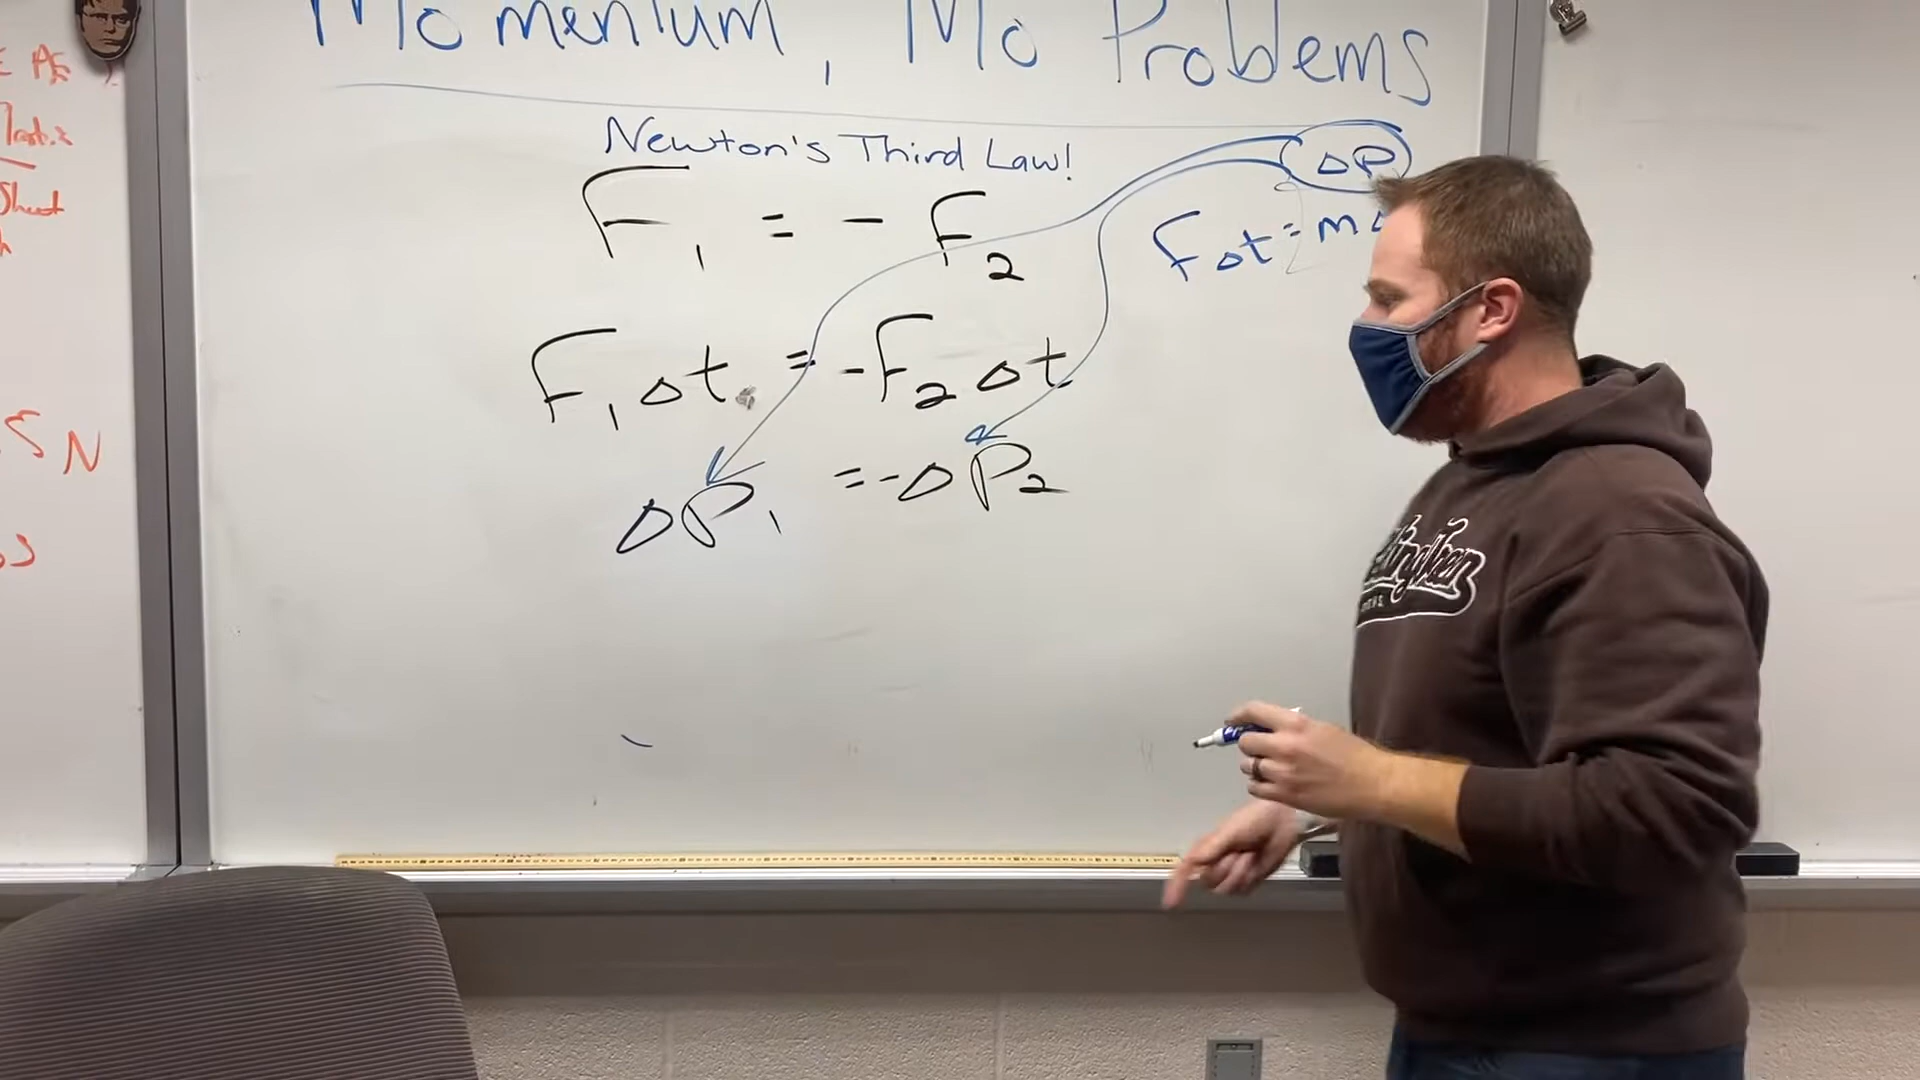 Momentum, Mo Problems
Newton's Third Law!
F₁ = - F₂
ΔP
FΔt = m
F₁Δt = -F₂Δt
ΔP₁ = -ΔP₂
S N